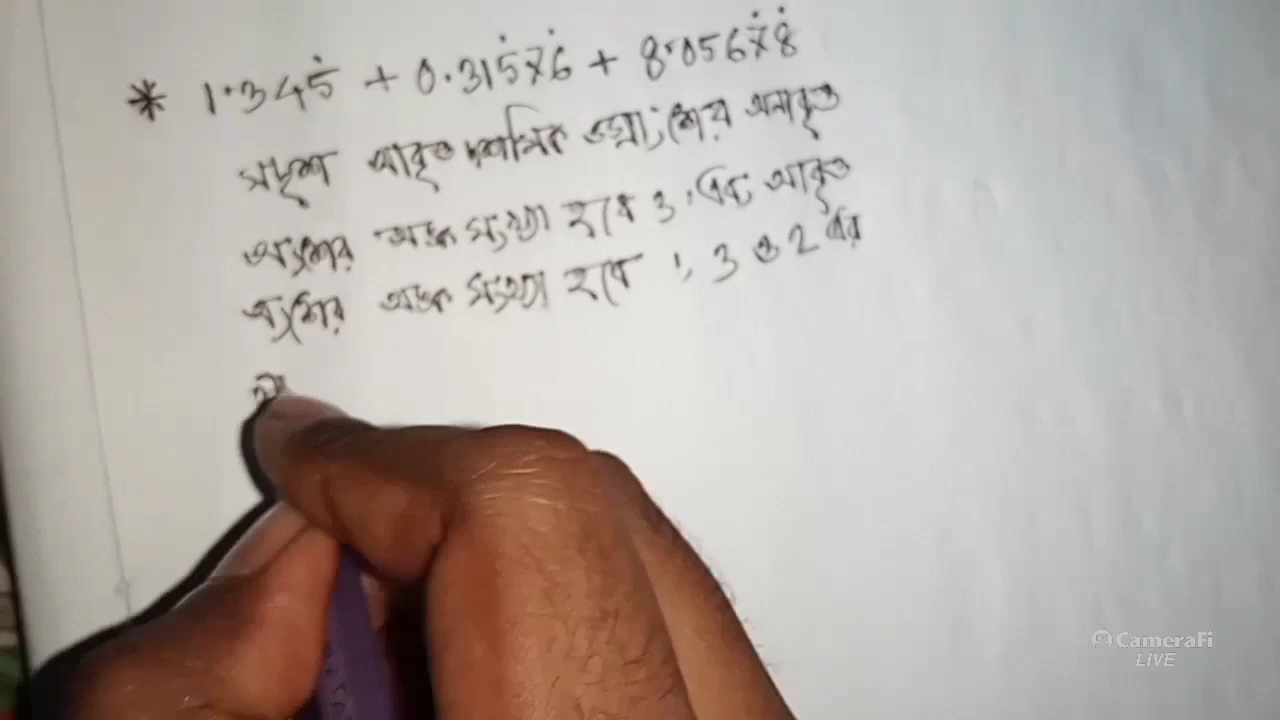 * 1.345̇ + 0.315̇76̇ + 8.0567̇8̇
সদৃশ আবৃত দশমিক ভগ্নাংশের অনাবৃত
অংশের অঙ্ক সংখ্যা হবে 3, এবং আবৃত
অংশের অঙ্ক সংখ্যা হবে 1, 3 ও 2 এর
CameraFi
LIVE